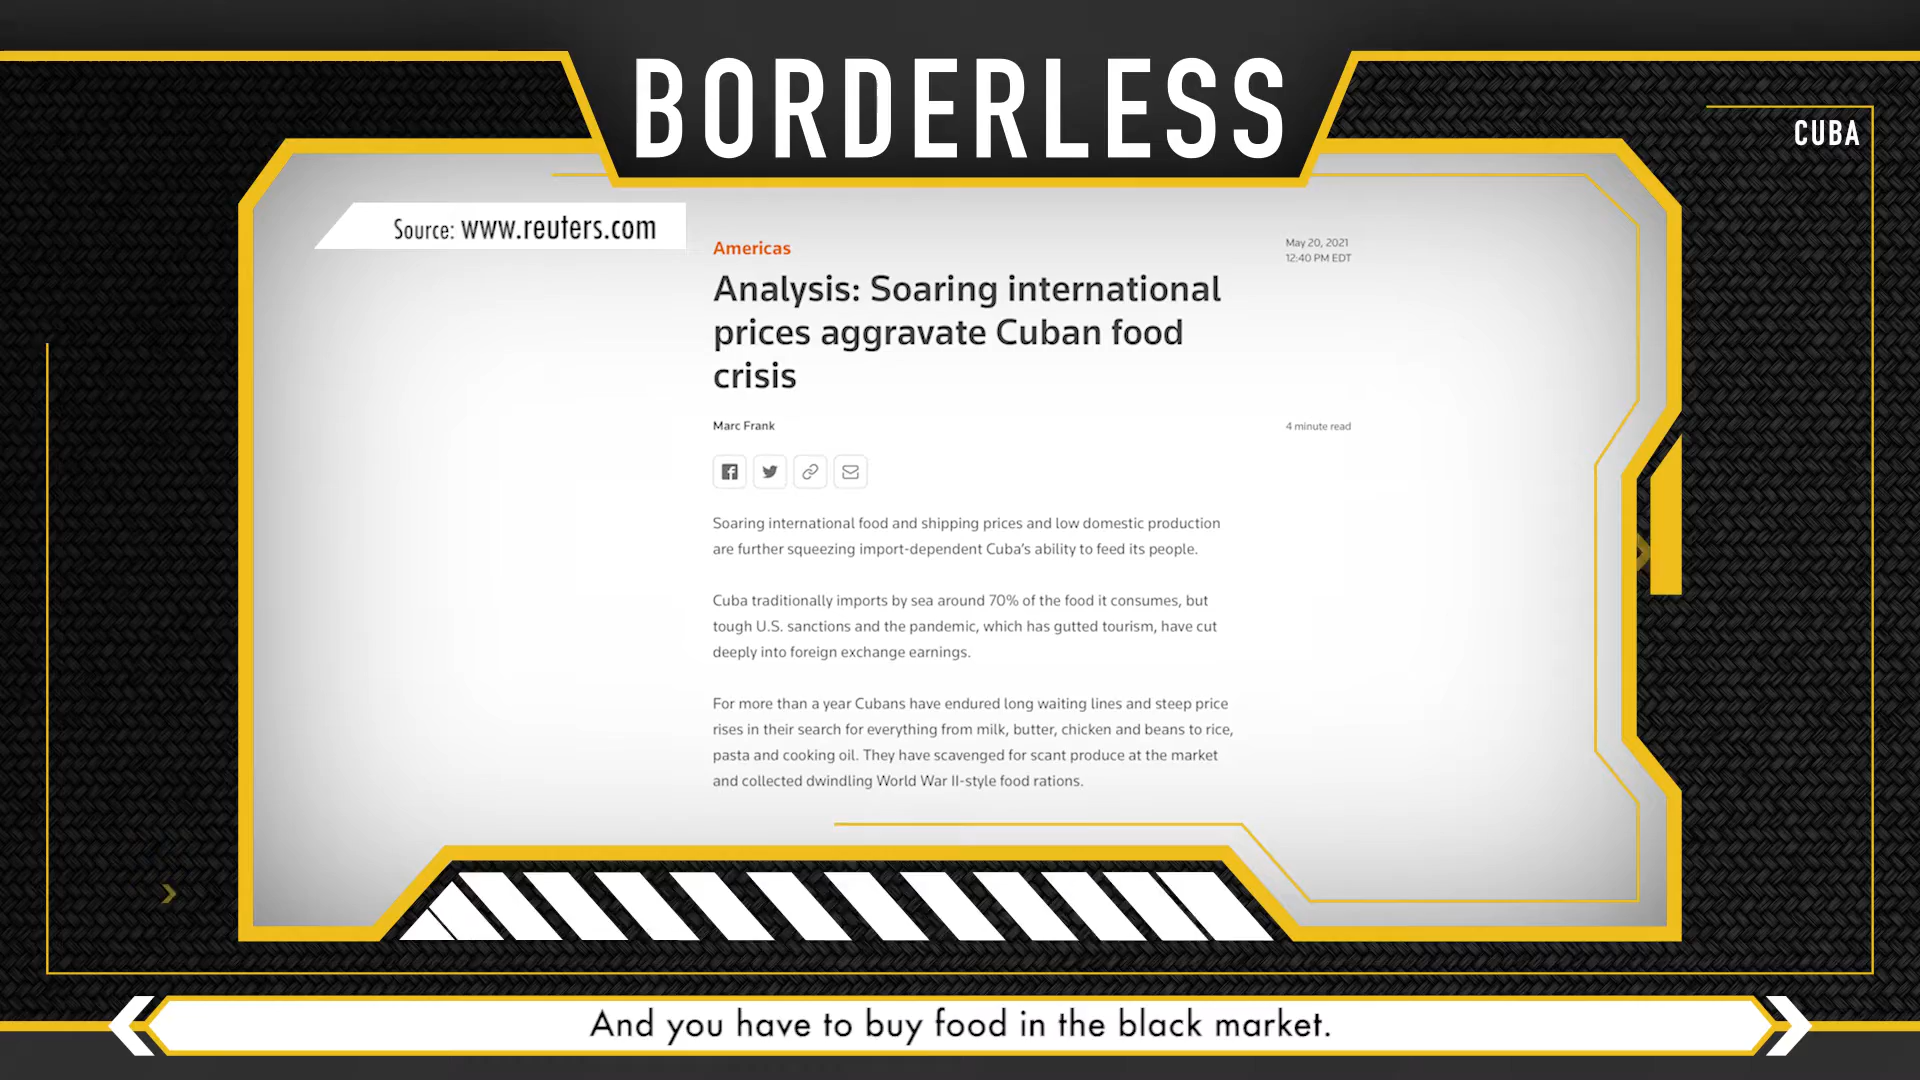 BORDERLESS
CUBA
Source: www.reuters.com
Americas
May 20, 2021
12:40 PM EDT
Analysis: Soaring international
prices aggravate Cuban food
crisis
Marc Frank
4 minute read
Soaring international food and shipping prices and low domestic production
are further squeezing import-dependent Cuba's ability to feed its people.
Cuba traditionally imports by sea around 70% of the food it consumes, but
tough U.S. sanctions and the pandemic, which has gutted tourism, have cut
deeply into foreign exchange earnings.
For more than a year Cubans have endured long waiting lines and steep price
rises in their search for everything from milk, butter, chicken and beans to rice,
pasta and cooking oil. They have scavenged for scant produce at the market
and collected dwindling World War II-style food rations.
And you have to buy food in the black market.